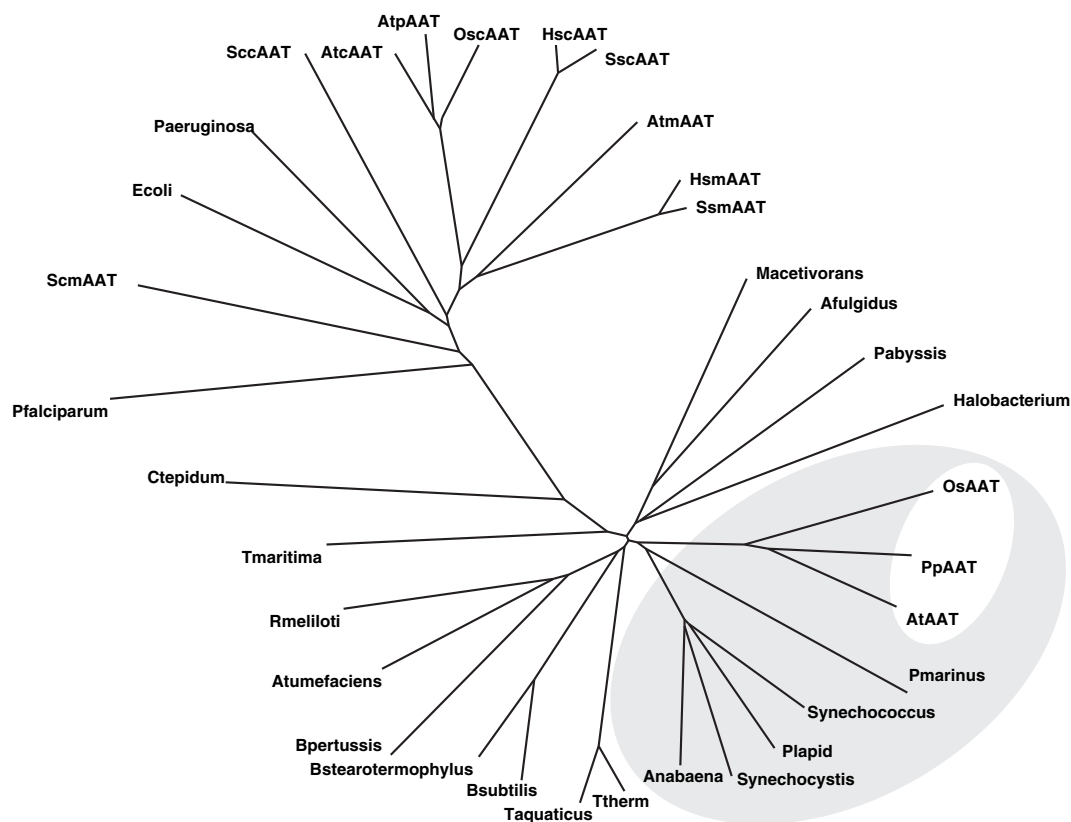 AtpAAT
OscAAT
HscAAT
SccAAT
AtcAAT
SscAAT
Paeruginosa
AtmAAT
Ecoli
HsmAAT
SsmAAT
ScmAAT
Macetivorans
Afulgidus
Pabyssis
Halobacterium
Pfalciparum
Ctepidum
OsAAT
Tmaritima
PpAAT
Rmeliloti
AtAAT
Atumefaciens
Pmarinus
Synechococcus
Bpertussis
Plapid
Bstearotermophylus
Anabaena
Synechocystis
Bsubtilis
Ttherm
Taquaticus